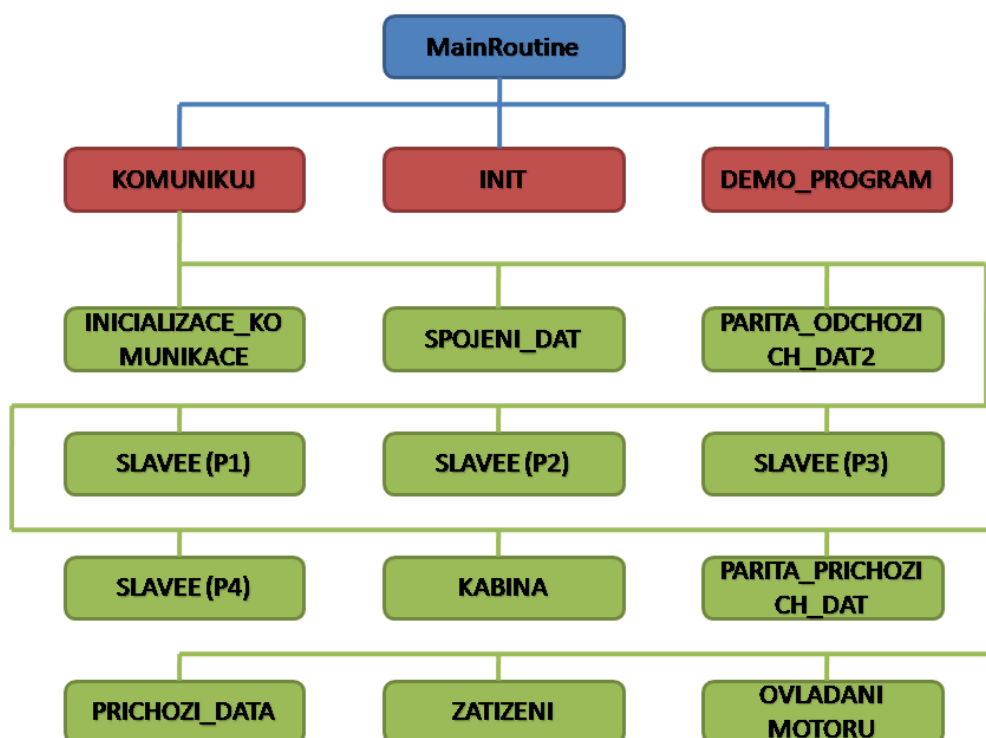 MainRoutine
KOMUNIKUJ
INIT
DEMO_PROGRAM
INICIALIZACE_KO
MUNIKACE
SPOJENI_DAT
PARITA_ODCHOZI
CH_DAT2
SLAVEE (P1)
SLAVEE (P2)
SLAVEE (P3)
SLAVEE (P4)
KABINA
PARITA_PRICHOZI
CH_DAT
PRICHOZI_DATA
ZATIZENI
OVLADANI
MOTORU